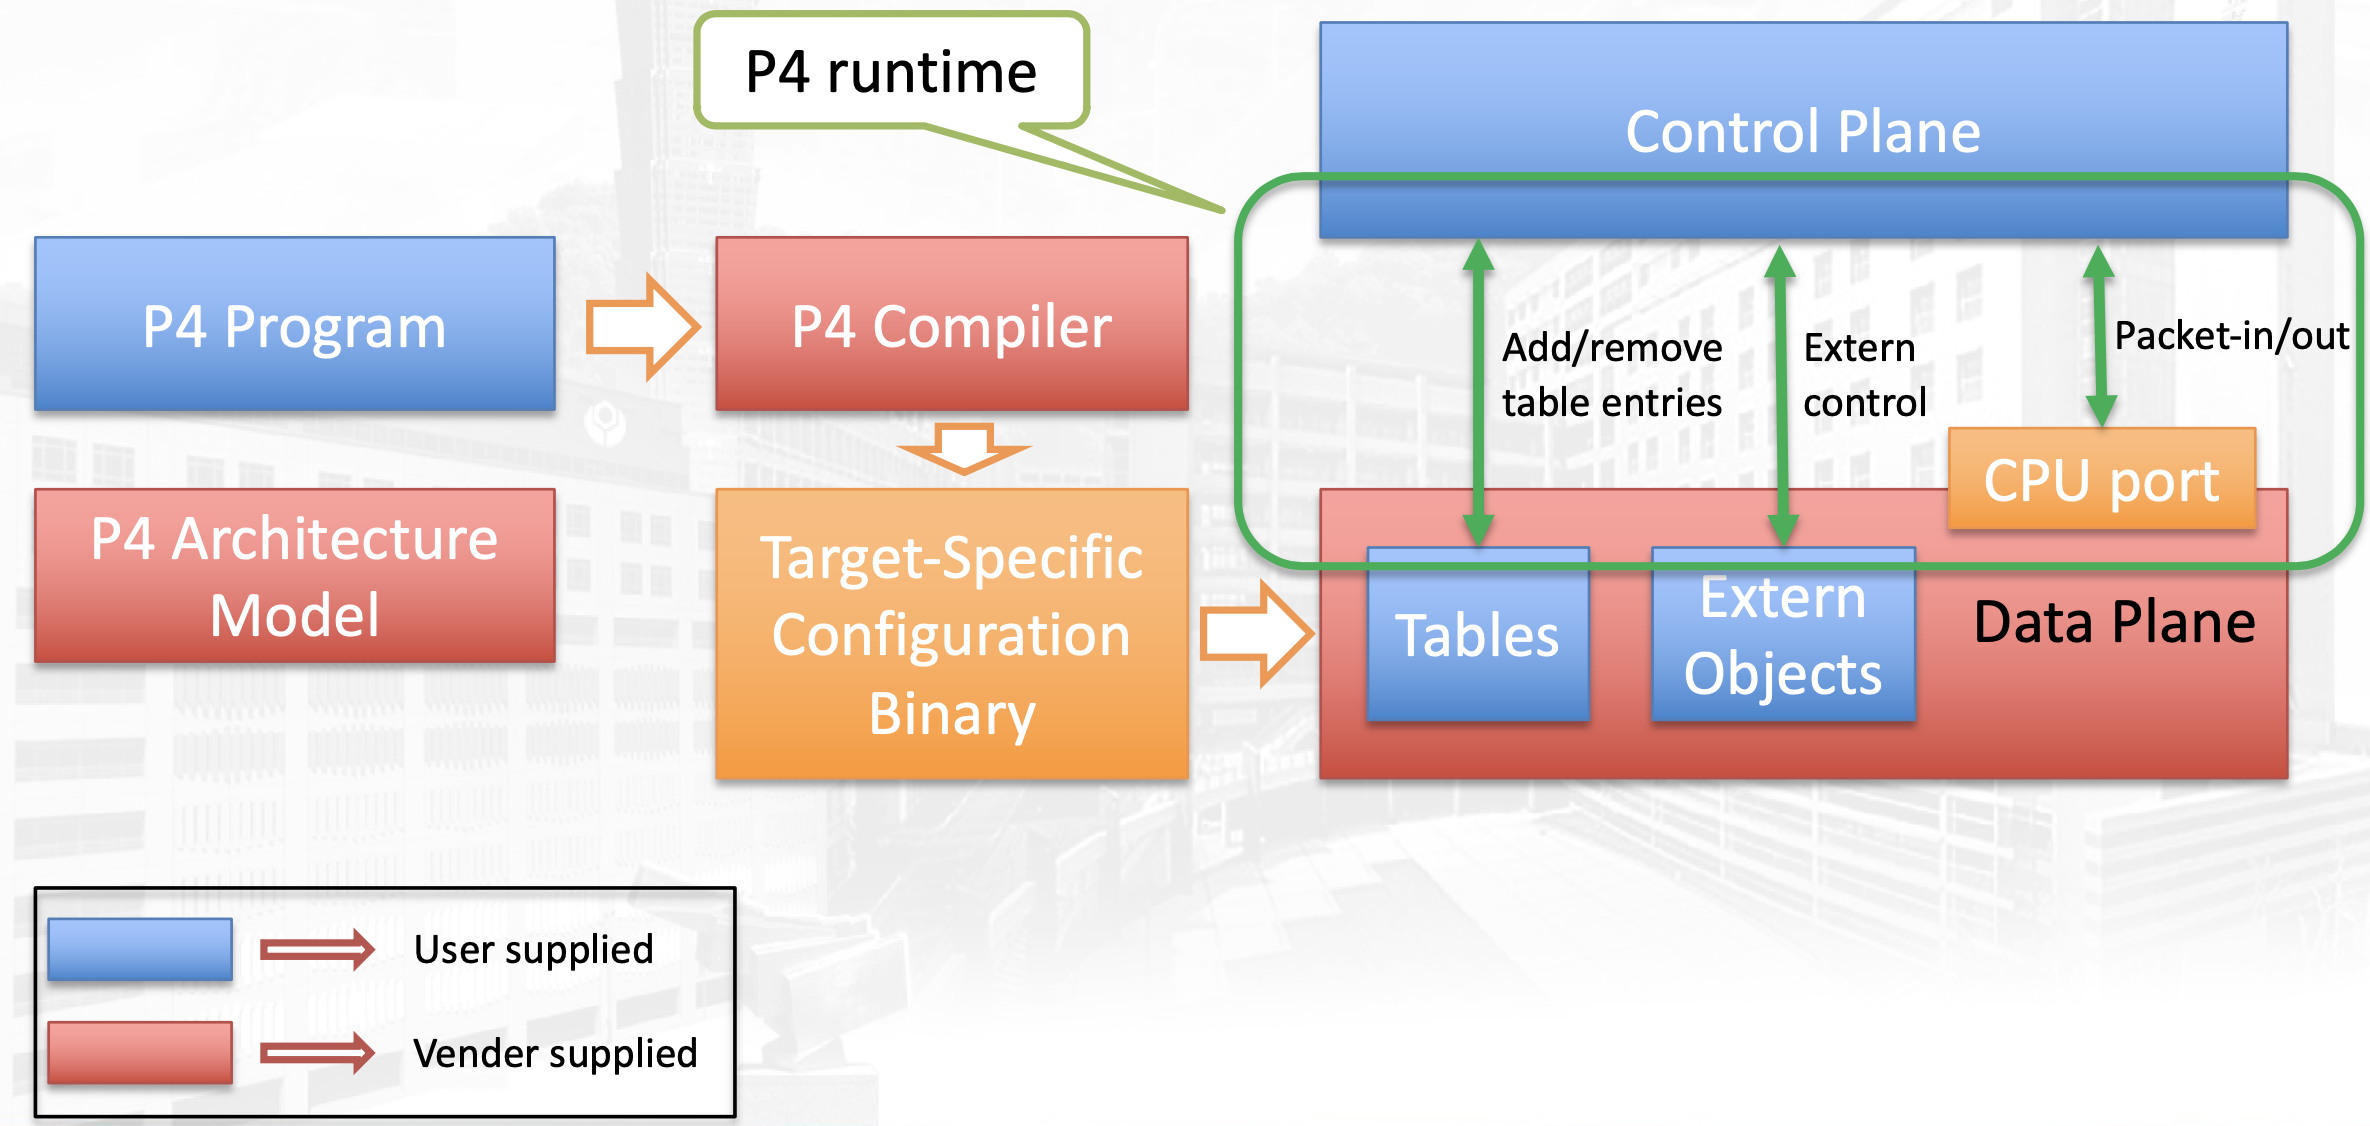 P4 runtime
Control Plane
P4 Program
P4 Compiler
Add/remove
table entries
Extern
control
Packet-in/out
CPU port
P4 Architecture
Model
Target-Specific
Configuration
Binary
Tables
Extern
Objects
Data Plane
User supplied
Vender supplied